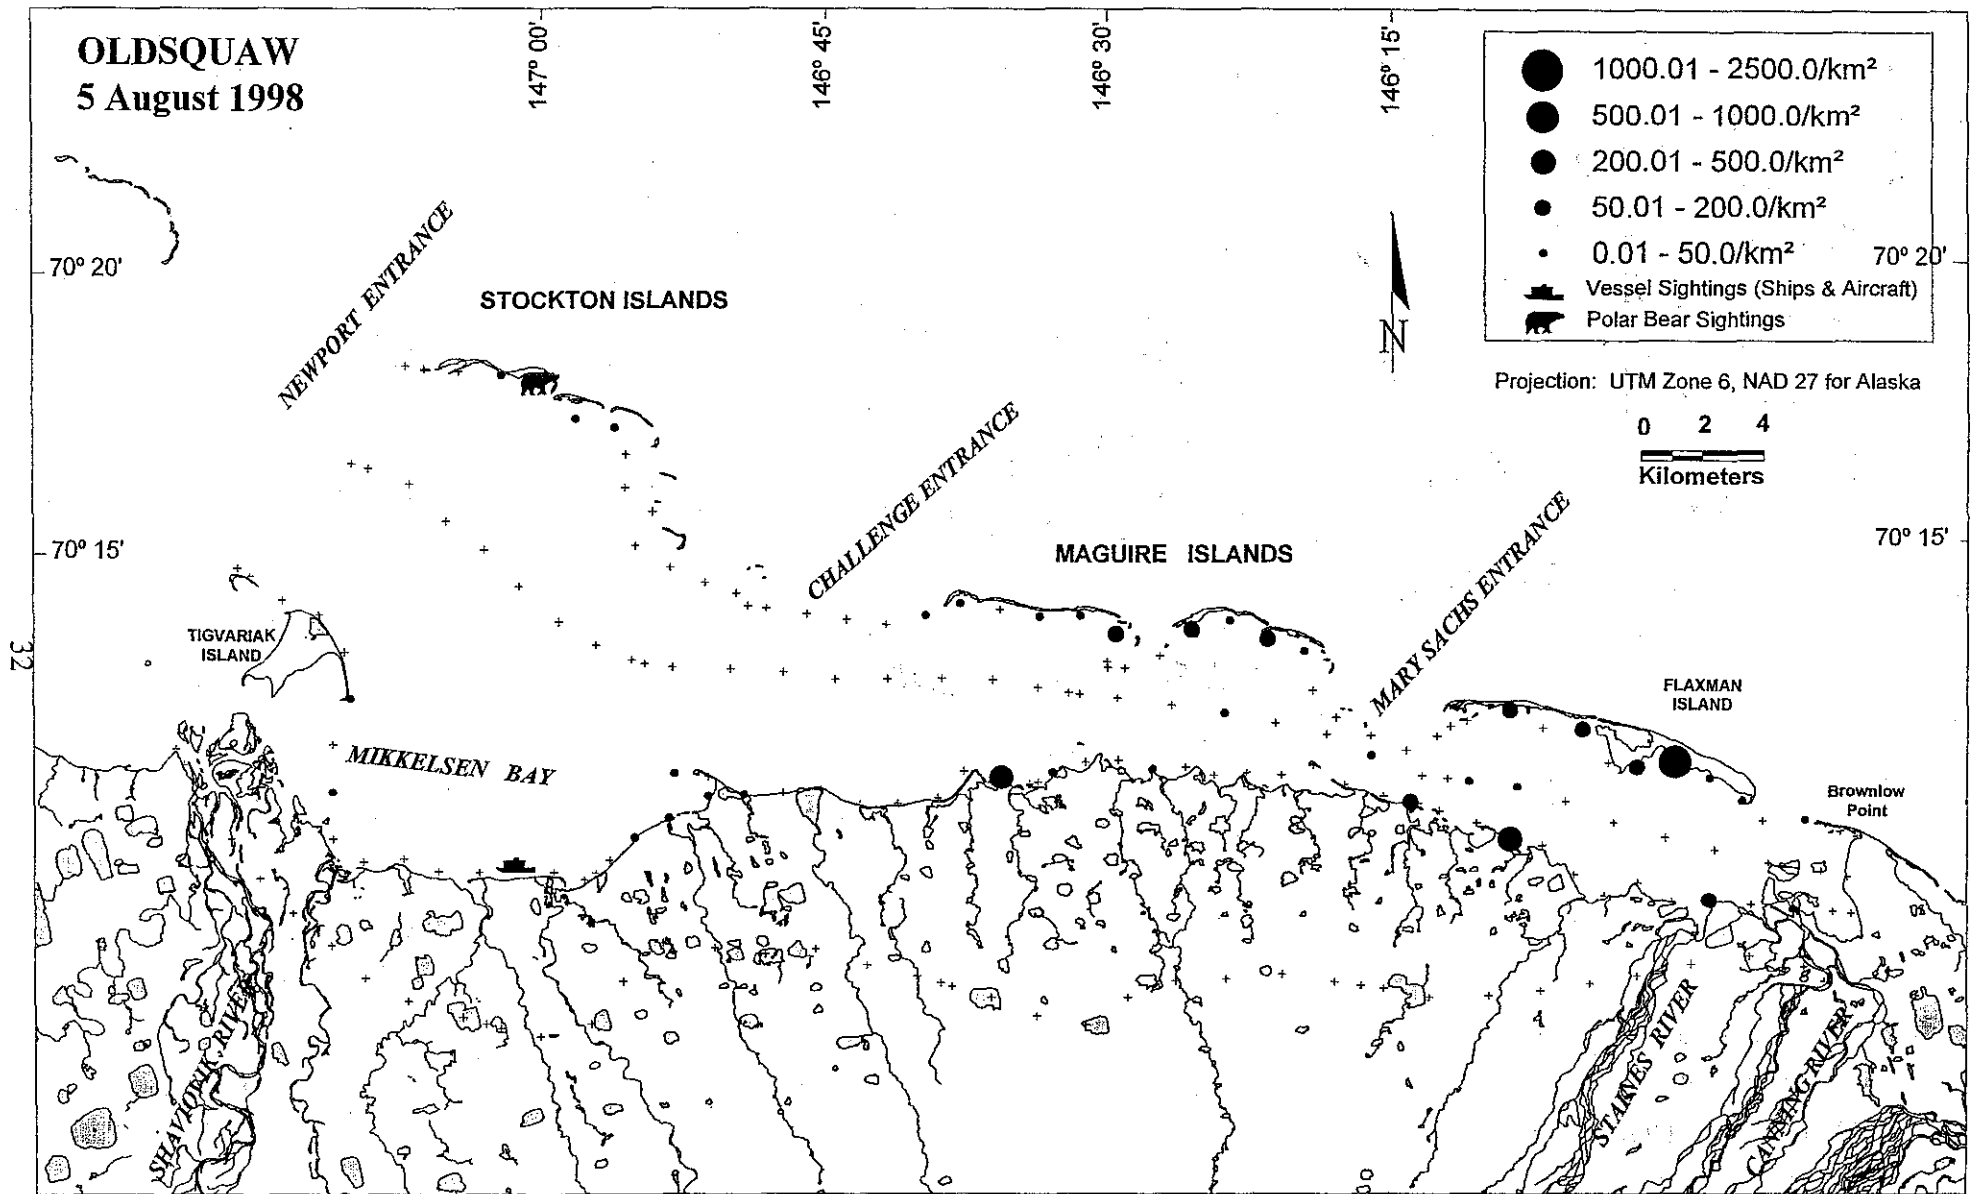 OLDSQUAW
5 August 1998
147° 00'
146° 45'
146° 30'
146° 15'
1000.01 - 2500.0/km²
500.01 - 1000.0/km²
200.01 - 500.0/km²
50.01 - 200.0/km²
0.01 - 50.0/km²
Vessel Sightings (Ships & Aircraft)
Polar Bear Sightings
70° 20'
70° 20'
NEWPORT ENTRANCE
STOCKTON ISLANDS
N
Projection: UTM Zone 6, NAD 27 for Alaska
0 2 4
Kilometers
CHALLENGE ENTRANCE
70° 15'
70° 15'
MAGUIRE ISLANDS
MARY SACHS ENTRANCE
TIGVARIAK
ISLAND
32
FLAXMAN
ISLAND
MIKKELSEN BAY
Brownlow
Point
SHAVIOVIK RIVER
STARNES RIVER
CANNING RIVER